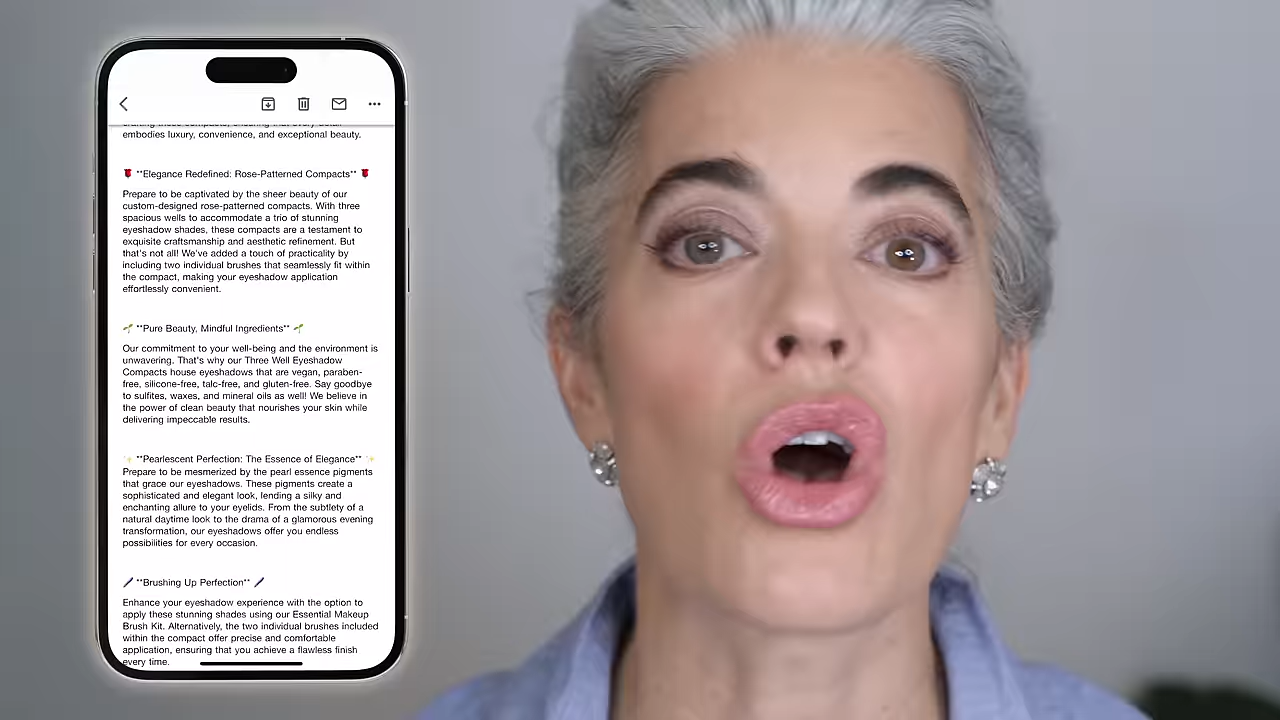 embodies luxury, convenience, and exceptional beauty.
**Elegance Redefined: Rose-Patterned Compacts**
Prepare to be captivated by the sheer beauty of our
custom-designed rose-patterned compacts. With three
spacious wells to accommodate a trio of stunning
eyeshadow shades, these compacts are a testament to
exquisite craftsmanship and aesthetic refinement. But
that's not all! We've added a touch of practicality by
including two individual brushes that seamlessly fit within
the compact, making your eyeshadow application
effortlessly convenient.
**Pure Beauty, Mindful Ingredients**
Our commitment to your well-being and the environment is
unwavering. That's why our Three Well Eyeshadow
Compacts house eyeshadows that are vegan, paraben-
free, silicone-free, talc-free, and gluten-free. Say goodbye
to sulfites, waxes, and mineral oils as well! We believe in
the power of clean beauty that nourishes your skin while
delivering impeccable results.
**Pearlescent Perfection: The Essence of Elegance**
Prepare to be mesmerized by the pearl essence pigments
that grace our eyeshadows. These pigments create a
sophisticated and elegant look, lending a silky and
enchanting allure to your eyelids. From the subtlety of a
natural daytime look to the drama of a glamorous evening
transformation, our eyeshadows offer you endless
possibilities for every occasion.
**Brushing Up Perfection**
Enhance your eyeshadow experience with the option to
apply these stunning shades using our Essential Makeup
Brush Kit. Alternatively, the two individual brushes included
within the compact offer precise and comfortable
application, ensuring that you achieve a flawless finish
every time.